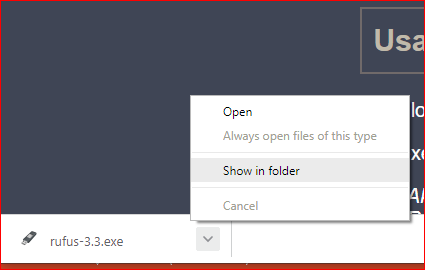 Usa
Open
Always open files of this type
Show in folder
Cancel
rufus-3.3.exe